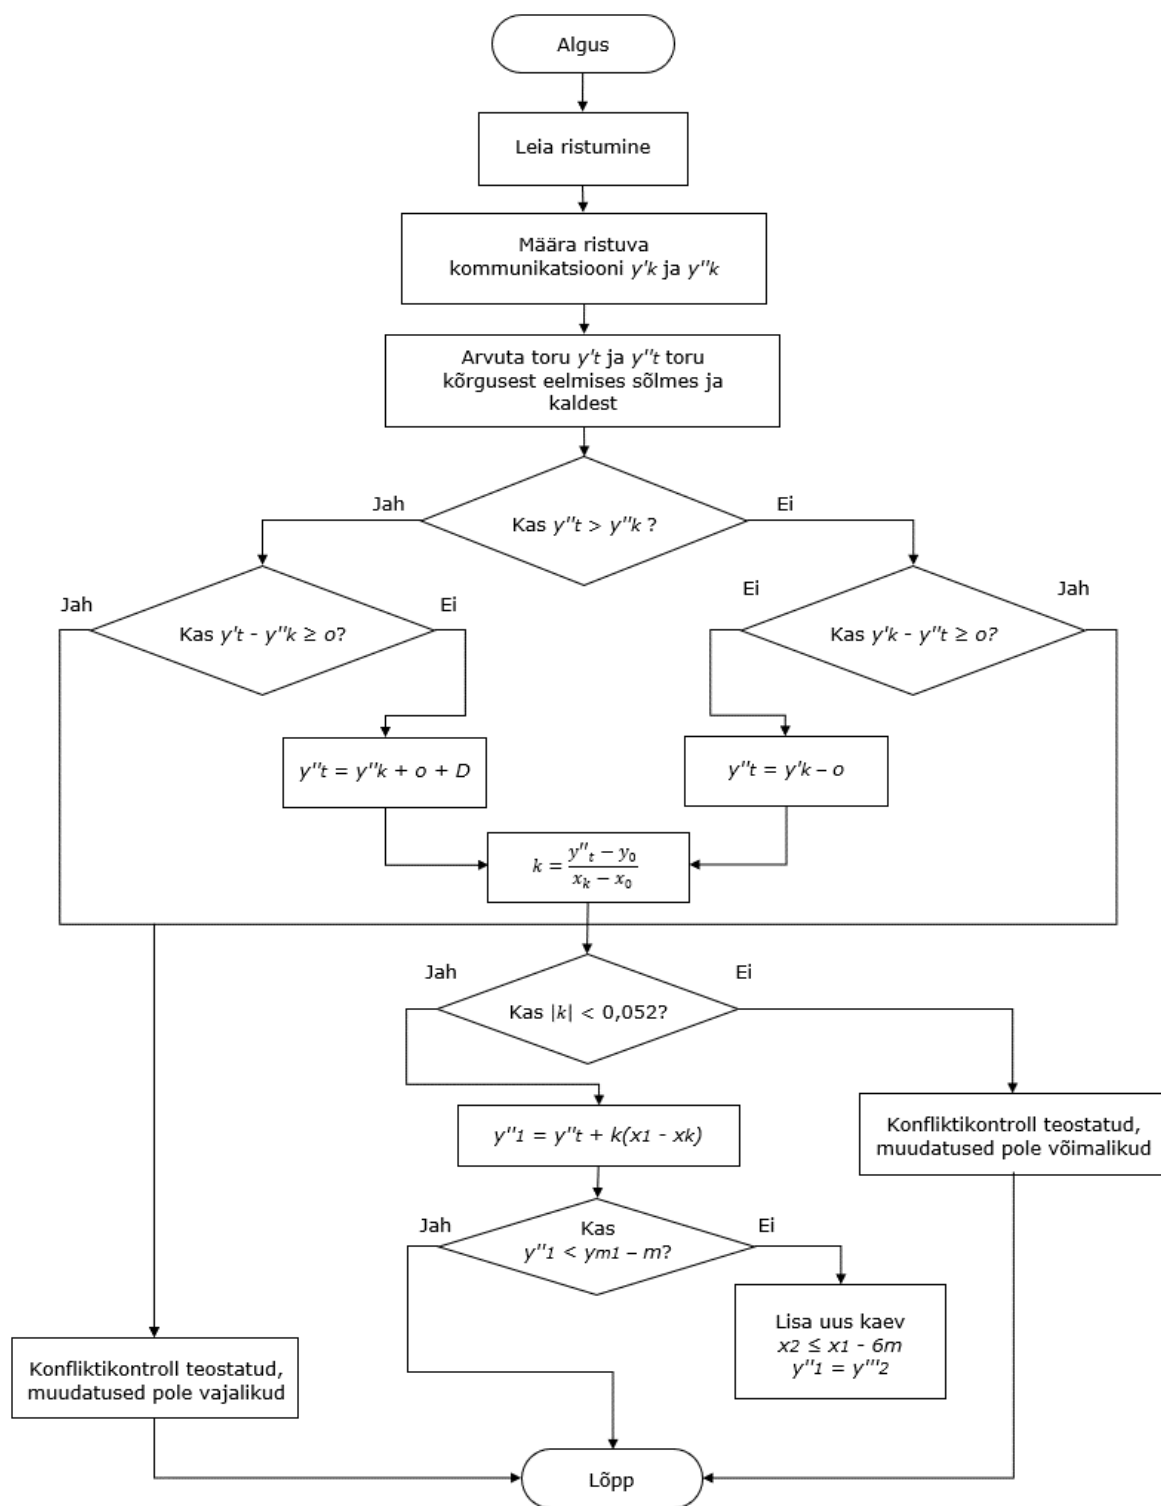 Algus
Leia ristumine
Määra ristuva
kommunikatsiooni y'k ja y''k
Arvuta toru y't ja y''t toru
kõrgusest eelmises sõlmes ja
kaldest
Jah
Ei
Kas y''t > y''k ?
Jah
Ei
Ei
Jah
Kas y't - y''k ≥ o?
Kas y'k - y''t ≥ o?
y''t = y''k + o + D
y''t = y'k – o
k = (y''t − y0) / (xk − x0)
Jah
Ei
Kas |k| < 0,052?
y''1 = y''t + k(x1 - xk)
Konfliktikontroll teostatud,
muudatused pole võimalikud
Jah
Ei
Kas
y''1 < ym1 – m?
Lisa uus kaev
x2 ≤ x1 - 6m
y''1 = y'''2
Konfliktikontroll teostatud,
muudatused pole vajalikud
Lõpp